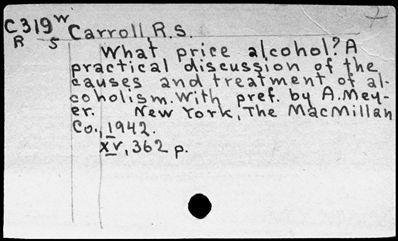 C319w Carroll, R.S.
R S
What price alcohol? A
practical discussion of the
causes and treatment of al-
coholism. With pref. by A. Mey-
er. New York, The MacMillan
Co., 1942.
xv, 362 p.